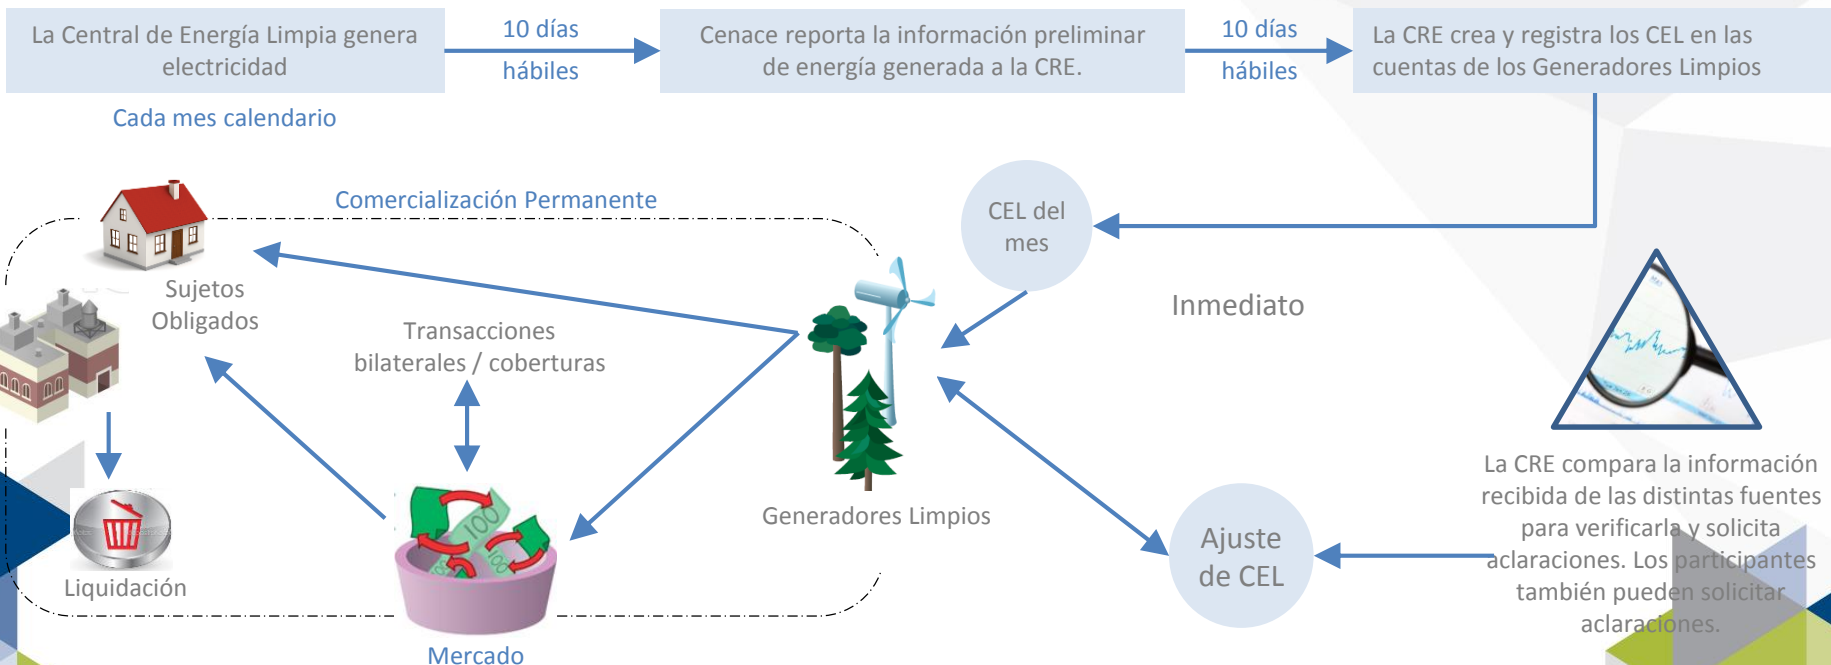 La Central de Energía Limpia genera
electricidad
10 días
hábiles
Cenace reporta la información preliminar
de energía generada a la CRE.
10 días
hábiles
La CRE crea y registra los CEL en las
cuentas de los Generadores Limpios
Cada mes calendario
Comercialización Permanente
CEL del
mes
Sujetos
Obligados
Inmediato
Transacciones
bilaterales / coberturas
Generadores Limpios
La CRE compara la información
recibida de las distintas fuentes
para verificarla y solicita
aclaraciones. Los participantes
también pueden solicitar
aclaraciones.
Ajuste
de CEL
100
100
Liquidación
Mercado